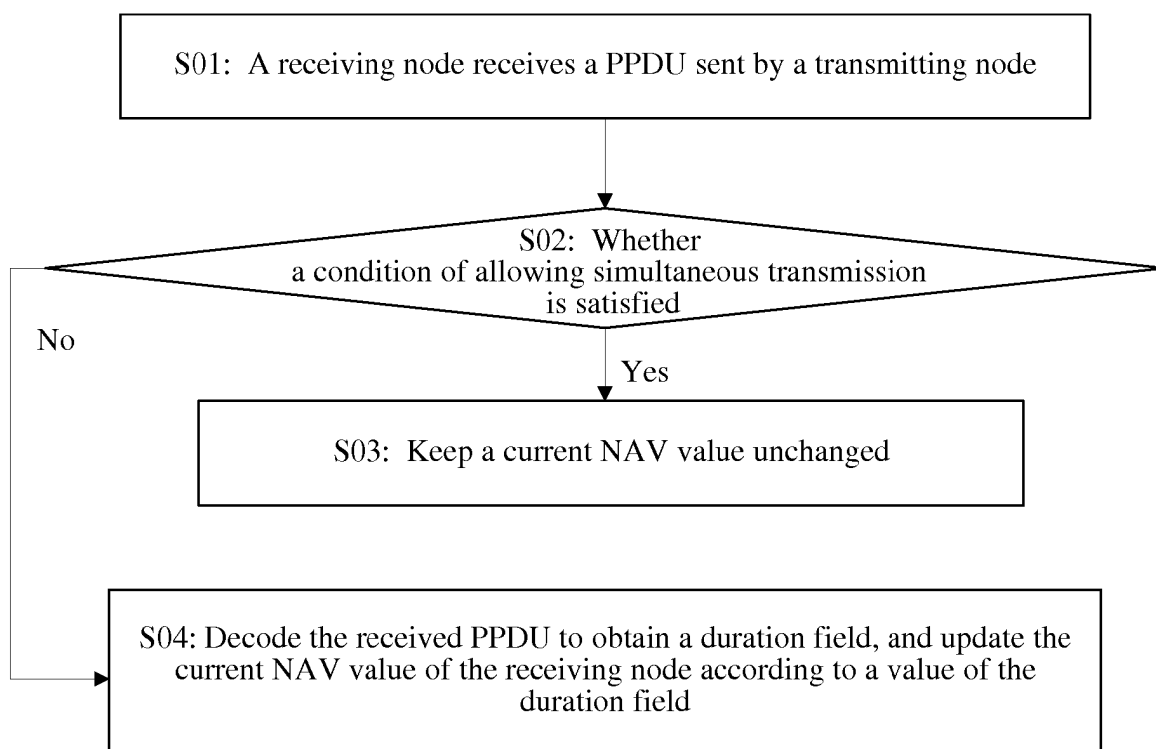 S01: A receiving node receives a PPDU sent by a transmitting node
S02: Whether
a condition of allowing simultaneous transmission
is satisfied
No
Yes
S03: Keep a current NAV value unchanged
S04: Decode the received PPDU to obtain a duration field, and update the
current NAV value of the receiving node according to a value of the
duration field